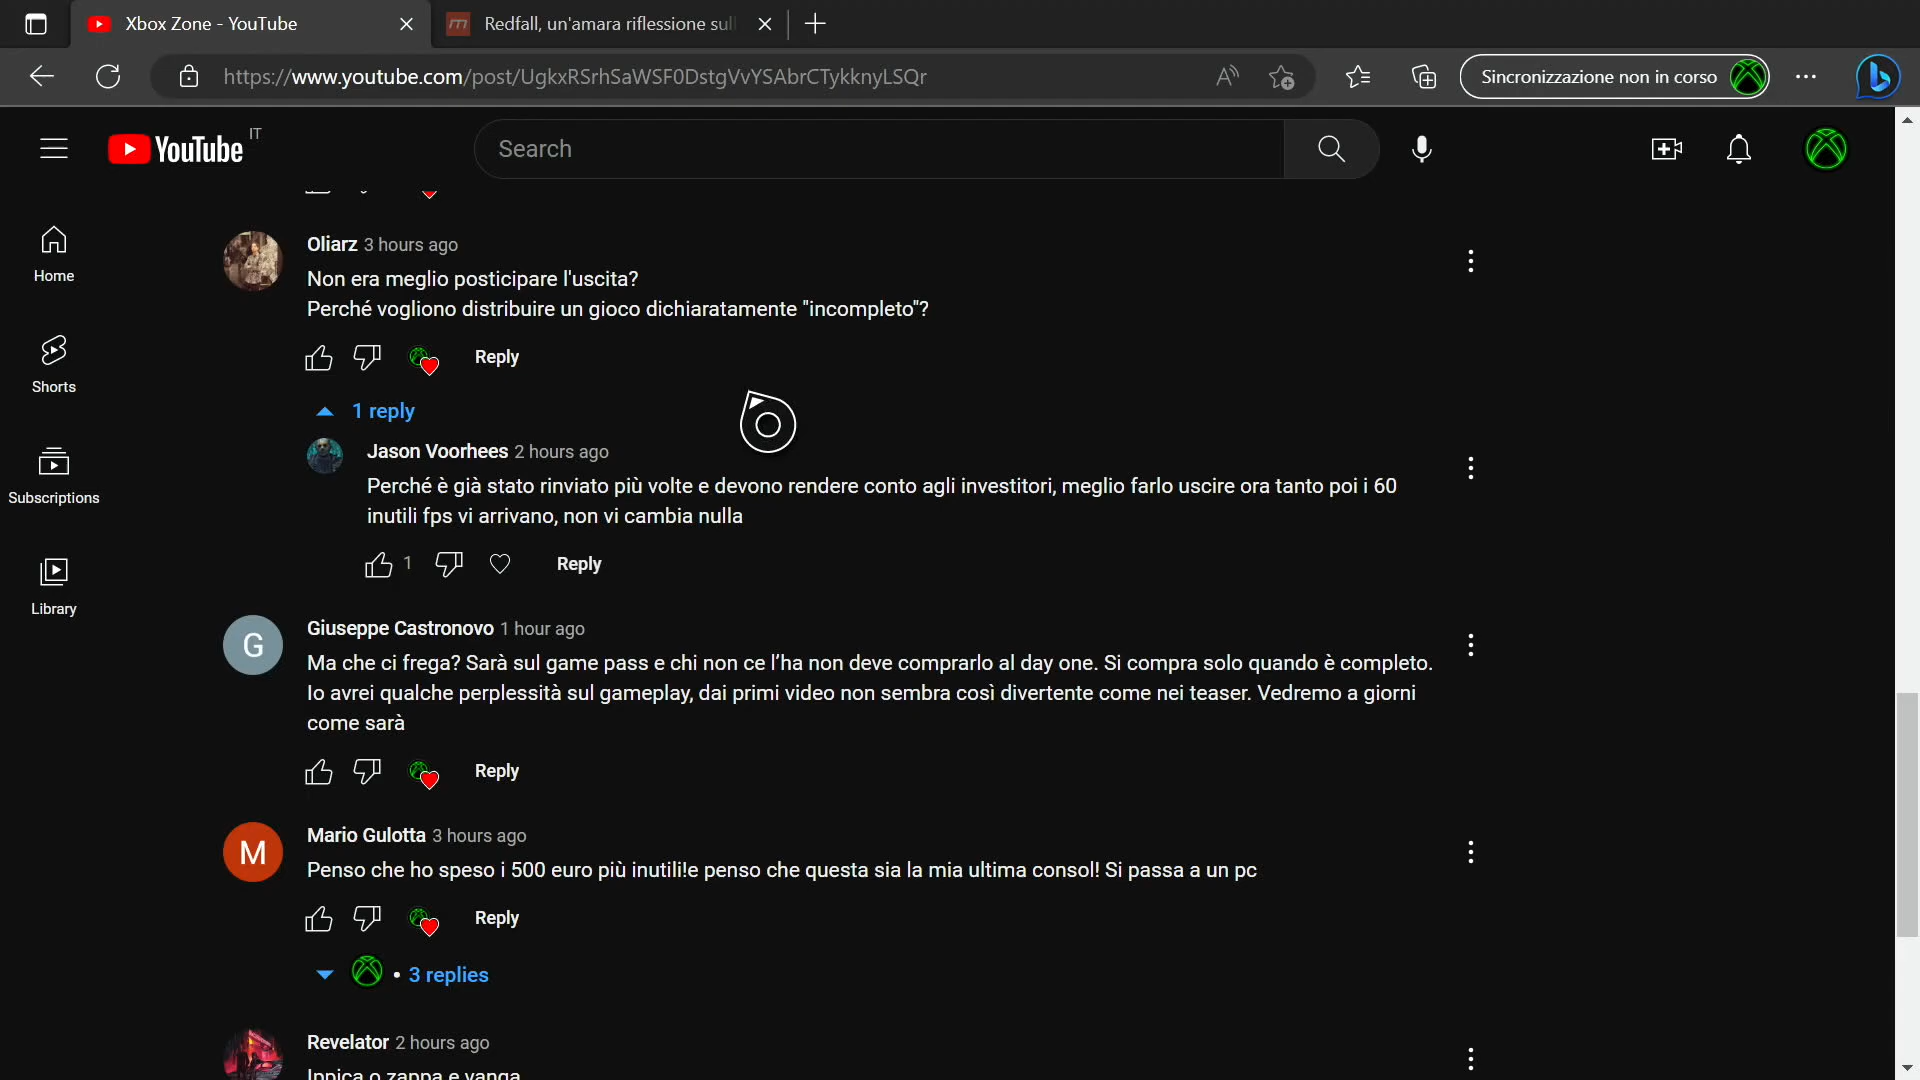 Xbox Zone - YouTube
Redfall, un'amara riflessione sul
https://www.youtube.com/post/UgkxRSrhSaWSF0DstgVvYSAbrCTykknyLSQr
Sincronizzazione non in corso
YouTube IT
Search
Home
Shorts
Subscriptions
Library
Oliarz 3 hours ago
Non era meglio posticipare l'uscita?
Perché vogliono distribuire un gioco dichiaratamente "incompleto"?
Reply
1 reply
Jason Voorhees 2 hours ago
Perché è già stato rinviato più volte e devono rendere conto agli investitori, meglio farlo uscire ora tanto poi i 60
inutili fps vi arrivano, non vi cambia nulla
1 Reply
Giuseppe Castronovo 1 hour ago
G
Ma che ci frega? Sarà sul game pass e chi non ce l’ha non deve comprarlo al day one. Si compra solo quando è completo.
Io avrei qualche perplessità sul gameplay, dai primi video non sembra così divertente come nei teaser. Vedremo a giorni
come sarà
Reply
Mario Gulotta 3 hours ago
M
Penso che ho speso i 500 euro più inutili!e penso che questa sia la mia ultima consol! Si passa a un pc
Reply
• 3 replies
Revelator 2 hours ago
Ippica o zappa e vanga